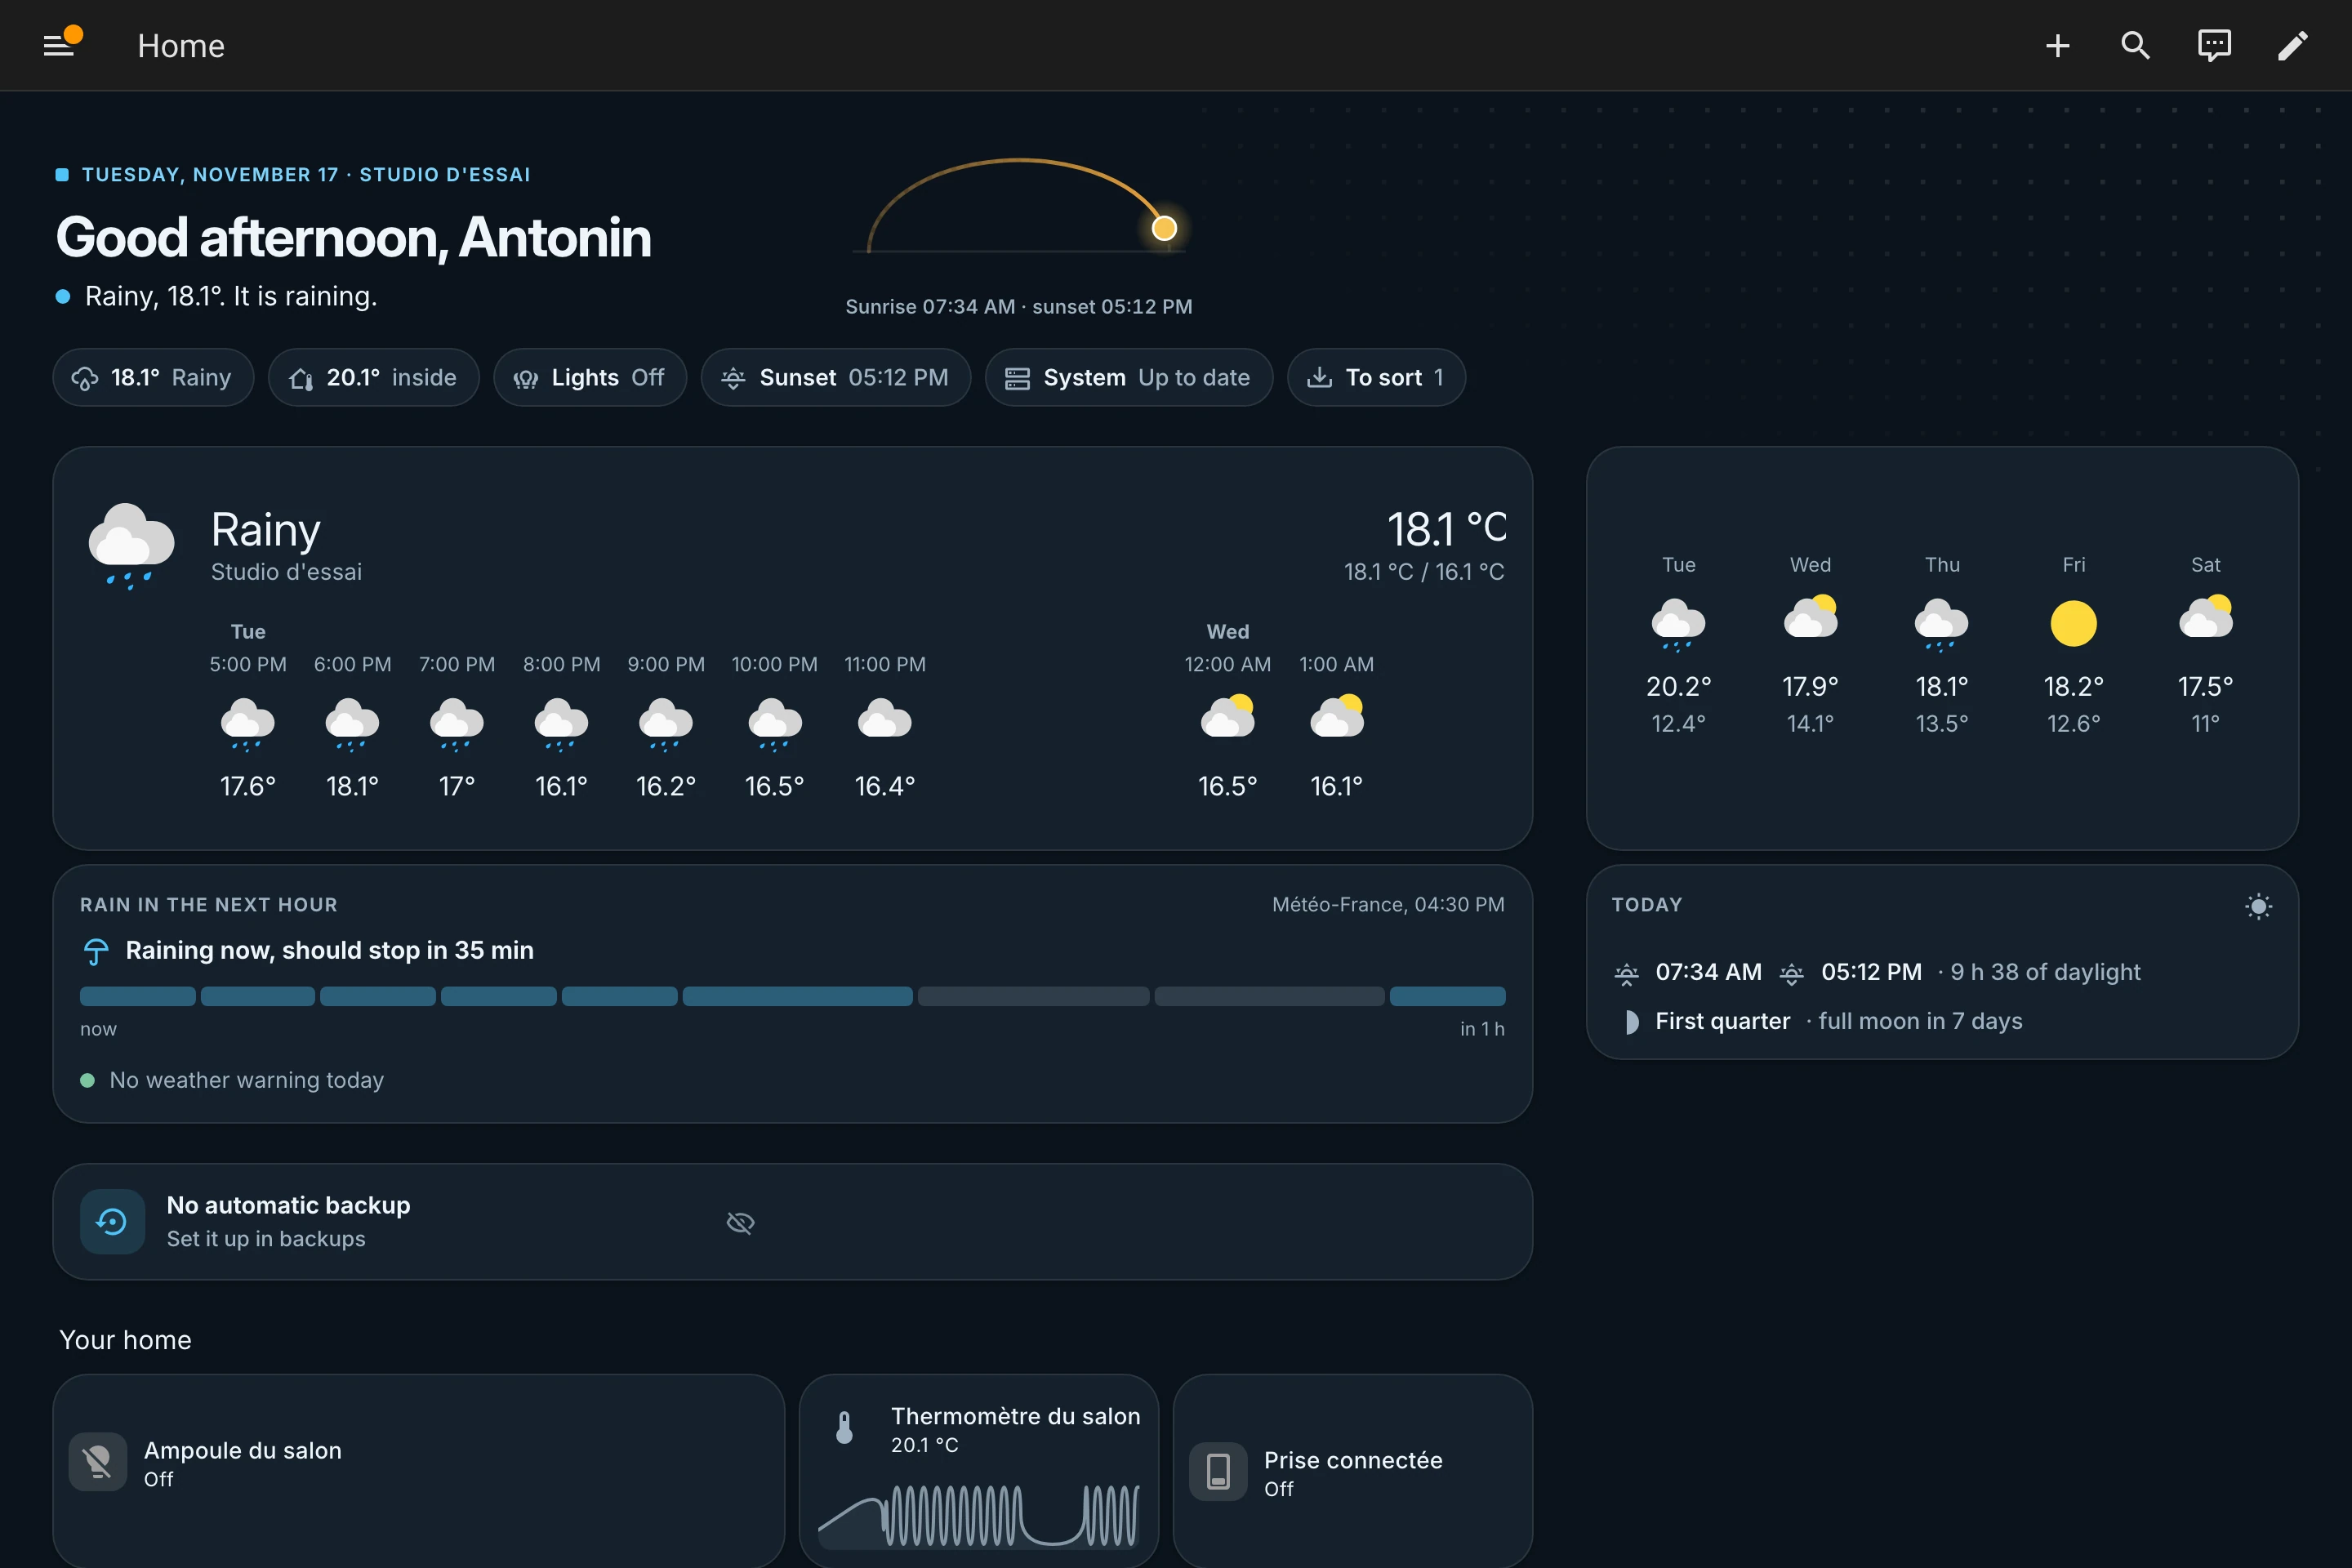 Home
TUESDAY, NOVEMBER 17 · STUDIO D'ESSAI
Good afternoon, Antonin
Rainy, 18.1°. It is raining.
Sunrise 07:34 AM · sunset 05:12 PM
18.1° Rainy
20.1° inside
Lights Off
Sunset 05:12 PM
System Up to date
To sort 1
Rainy
Studio d'essai
18.1 °C
18.1 °C / 16.1 °C
Tue Wed
5:00 PM 6:00 PM 7:00 PM 8:00 PM 9:00 PM 10:00 PM 11:00 PM 12:00 AM 1:00 AM
17.6° 18.1° 17° 16.1° 16.2° 16.5° 16.4° 16.5° 16.1°
Tue Wed Thu Fri Sat
20.2° 17.9° 18.1° 18.2° 17.5°
12.4° 14.1° 13.5° 12.6° 11°
RAIN IN THE NEXT HOUR
Météo-France, 04:30 PM
Raining now, should stop in 35 min
now
in 1 h
No weather warning today
TODAY
07:34 AM 05:12 PM · 9 h 38 of daylight
First quarter · full moon in 7 days
No automatic backup
Set it up in backups
Your home
Ampoule du salon
Off
Thermomètre du salon
20.1 °C
Prise connectée
Off